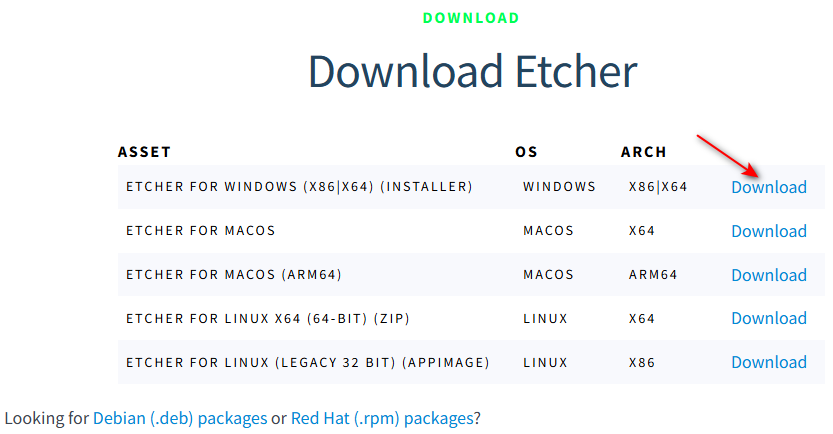 DOWNLOAD
Download Etcher
ASSET OS ARCH
ETCHER FOR WINDOWS (X86|X64) (INSTALLER) WINDOWS X86|X64 Download
ETCHER FOR MACOS MACOS X64 Download
ETCHER FOR MACOS (ARM64) MACOS ARM64 Download
ETCHER FOR LINUX X64 (64-BIT) (ZIP) LINUX X64 Download
ETCHER FOR LINUX (LEGACY 32 BIT) (APPIMAGE) LINUX X86 Download
Looking for Debian (.deb) packages or Red Hat (.rpm) packages?